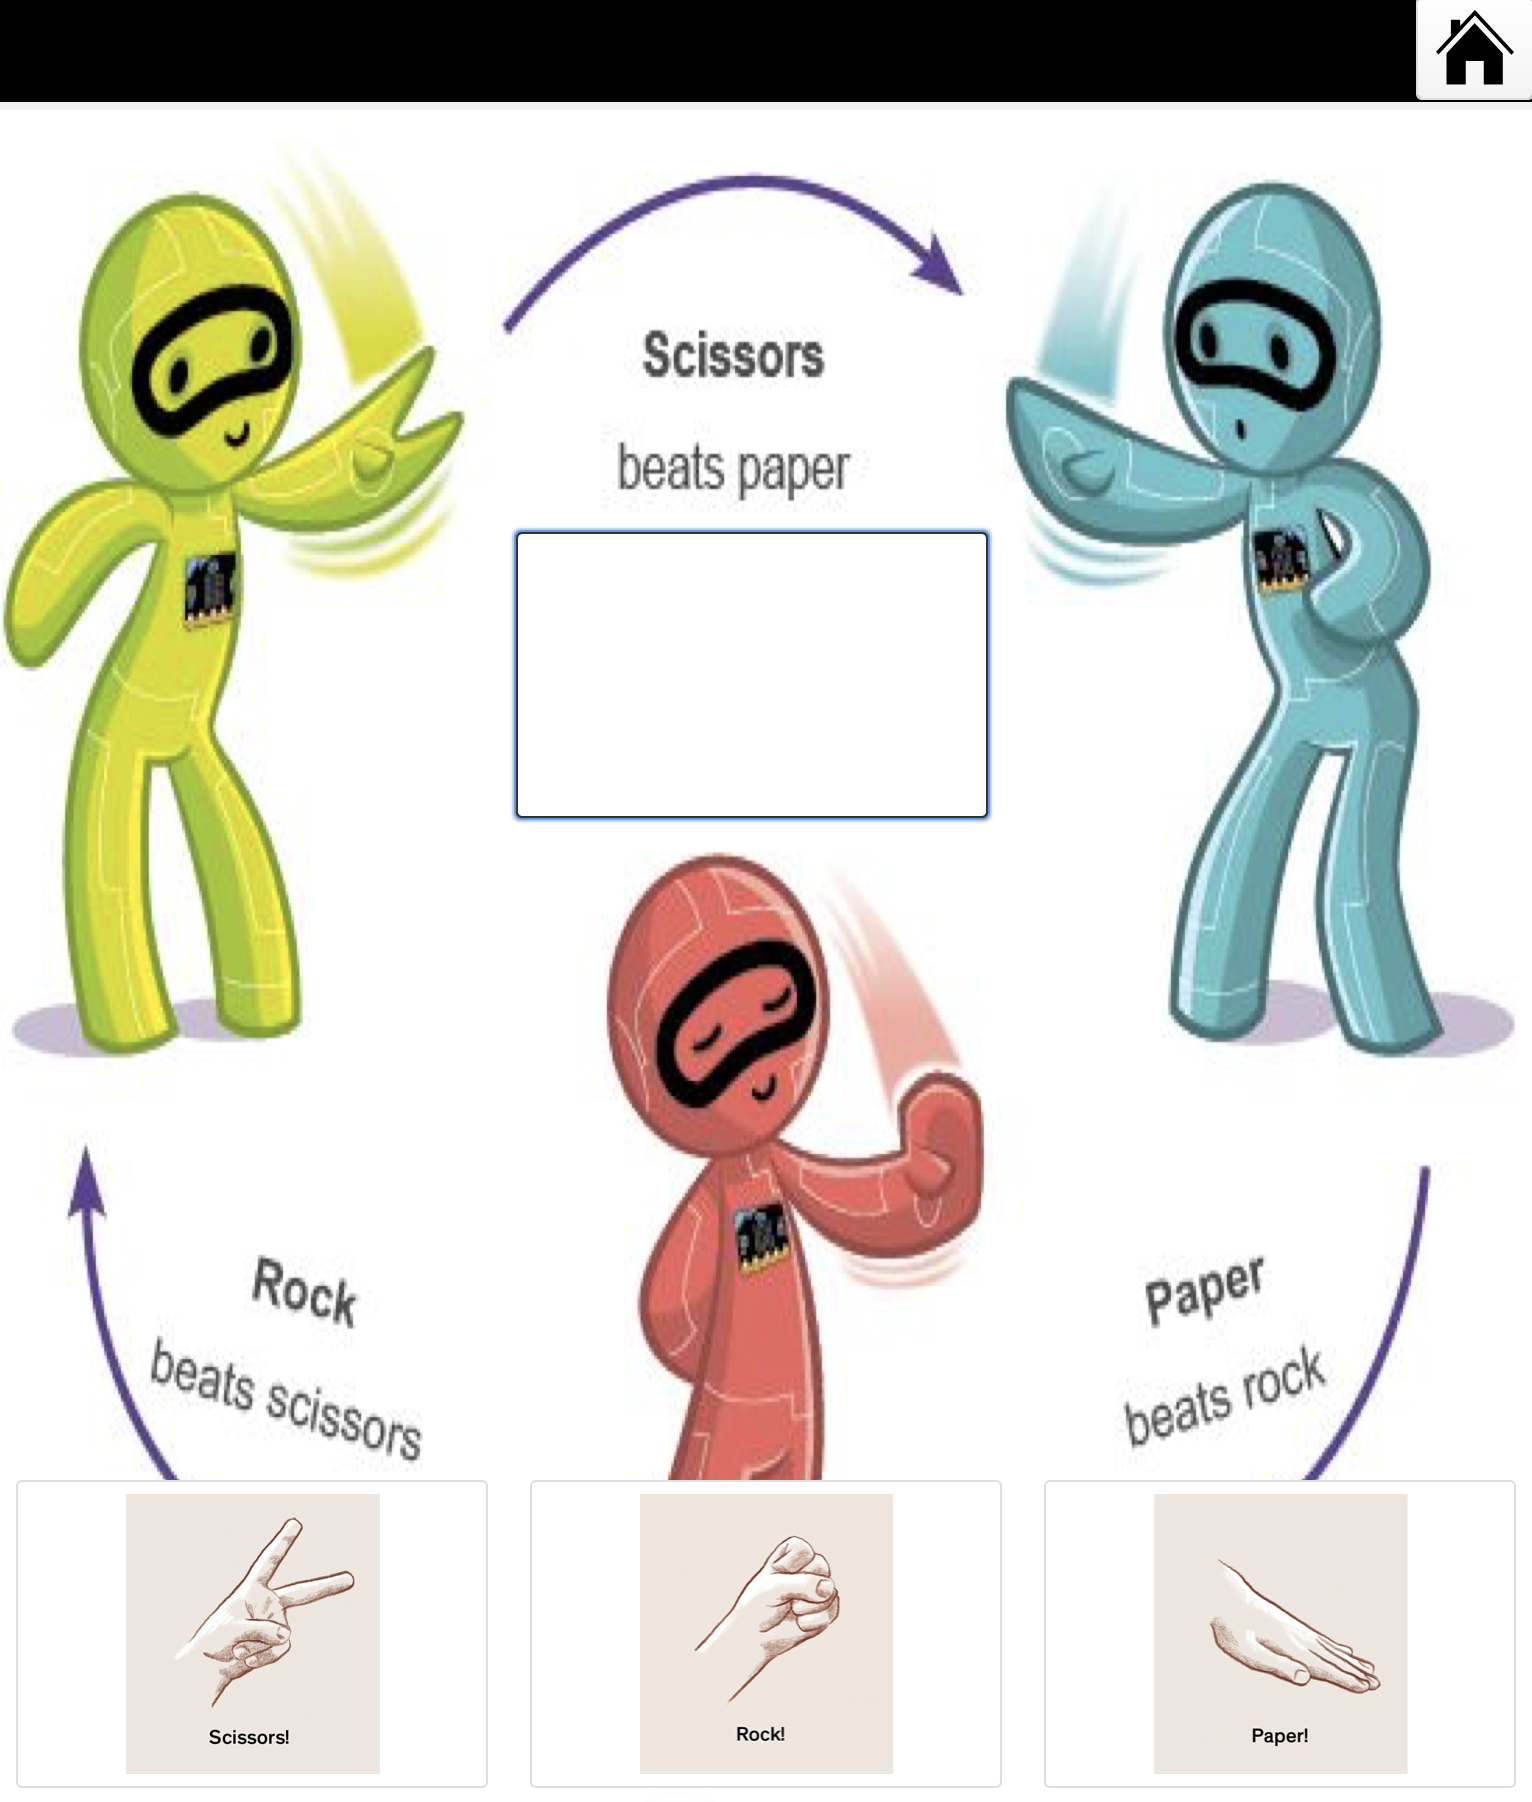 Scissors
beats paper
Rock
beats scissors
Paper
beats rock
Scissors!
Rock!
Paper!